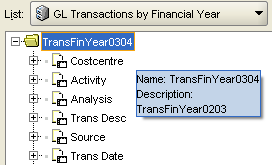 List: GL Transactions by Financial Year
TransFinYear0304
Costcentre
Activity
Analysis
Trans Desc
Source
Trans Date
Name: TransFinYear0304
Description:
TransFinYear0203